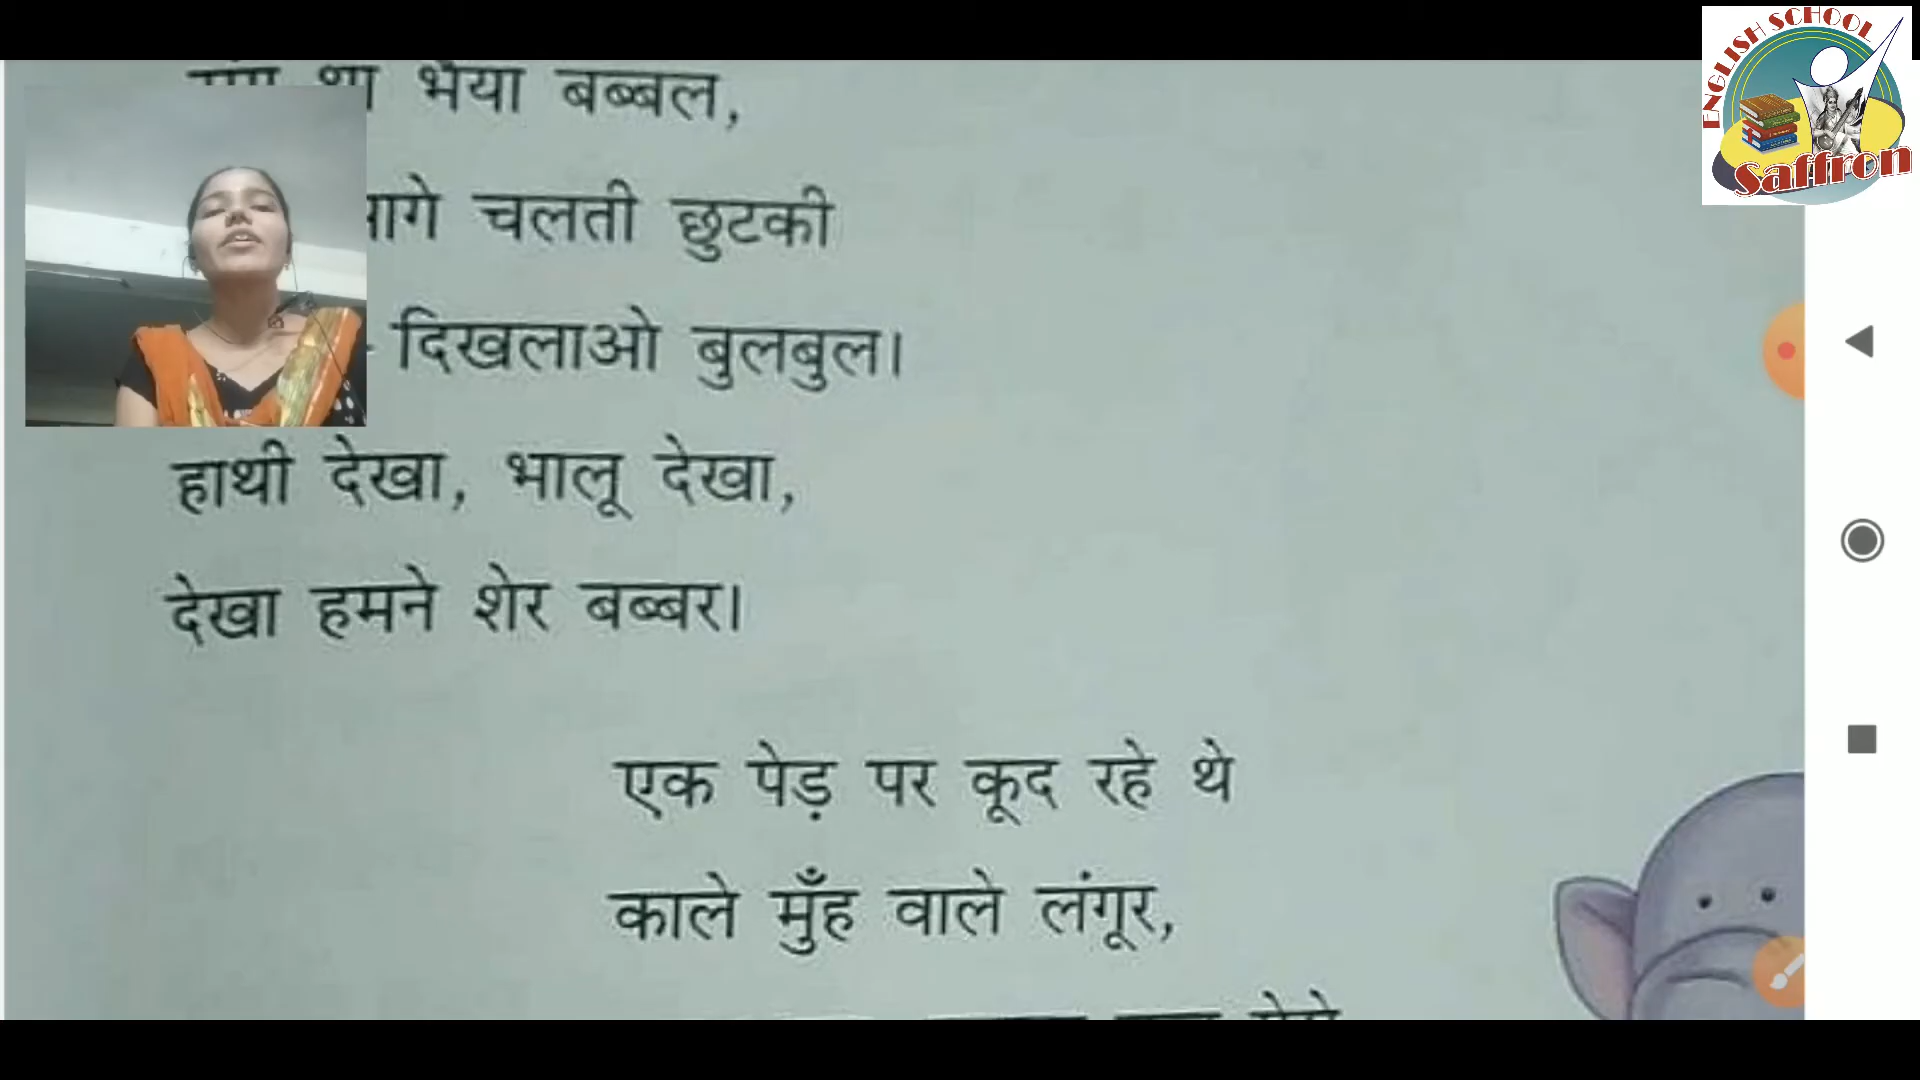 था भैया बब्बल,
चलती छुटकी
दिखलाओ बुलबुल।
हाथी देखा, भालू देखा,
देखा हमने शेर बब्बर।
एक पेड़ पर कूद रहे थे
काले मुँह वाले लंगूर,
ENGLISH SCHOOL
Saffron